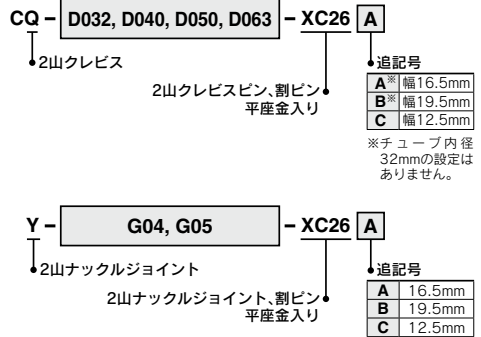 CQ - D032, D040, D050, D063 - XC26 A
2山クレビス
2山クレビスピン、割ピン
平座金入り
追記号
A※ 幅16.5mm
B※ 幅19.5mm
C 幅12.5mm
※チューブ内径
32mmの設定は
ありません。
Y - G04, G05 - XC26 A
2山ナックルジョイント
2山ナックルジョイント、割ピン
平座金入り
追記号
A 16.5mm
B 19.5mm
C 12.5mm